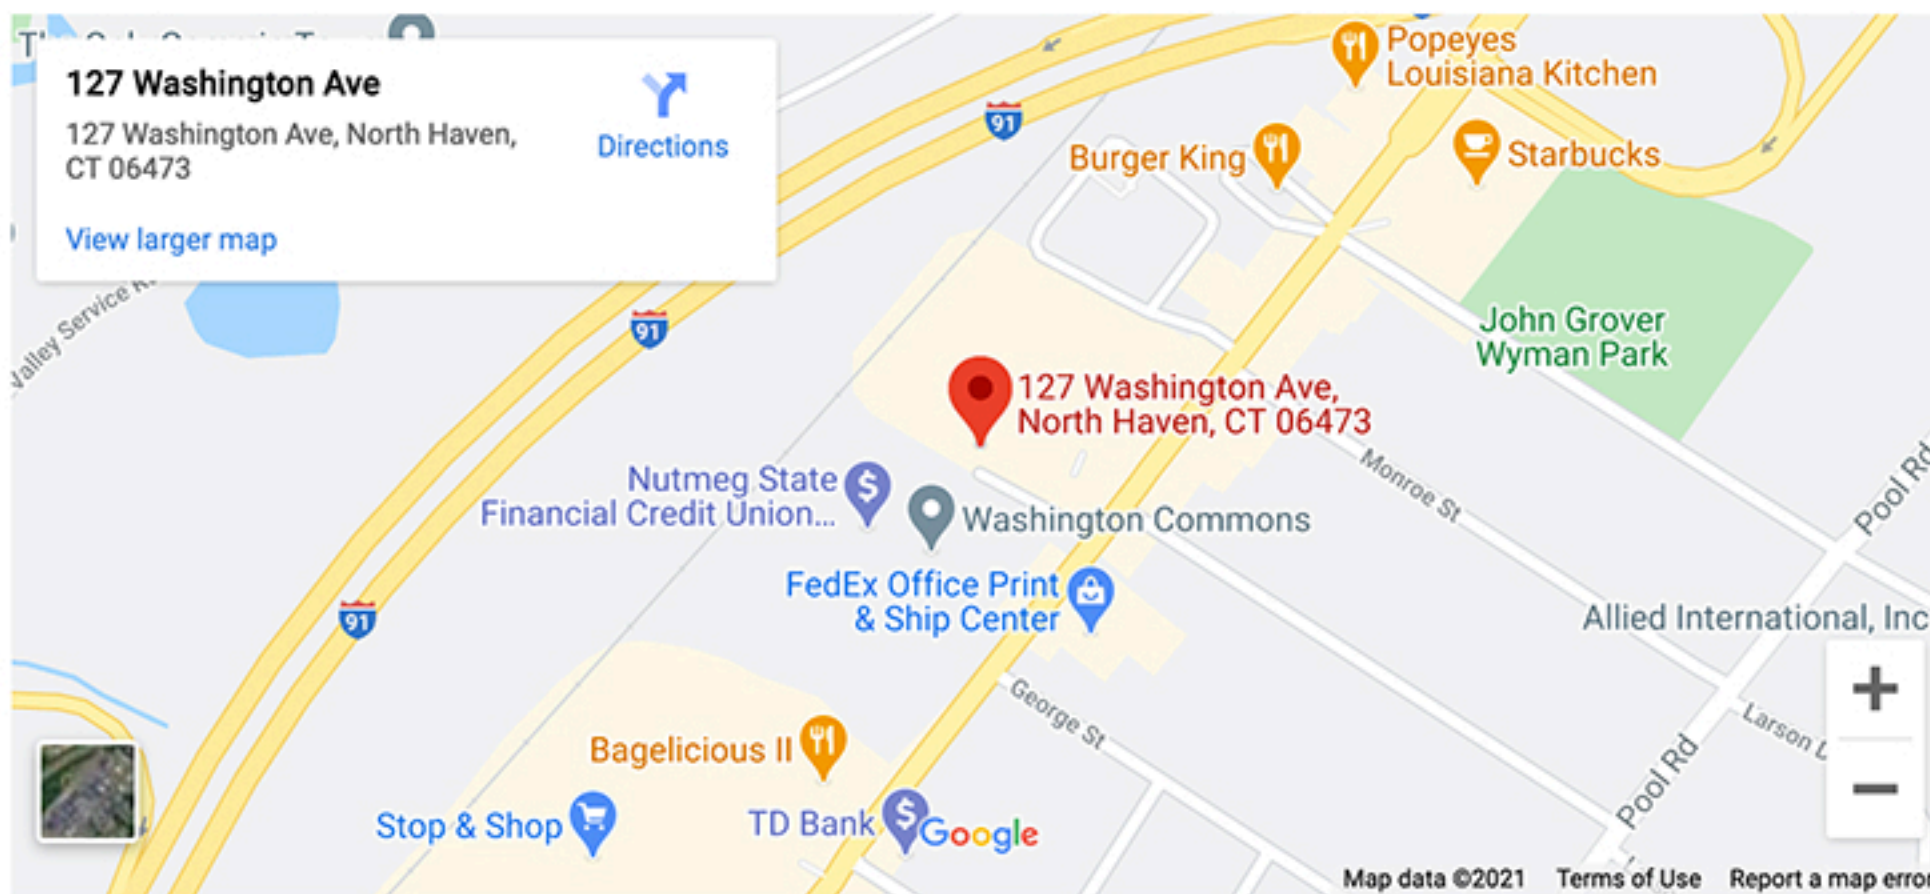 127 Washington Ave
127 Washington Ave, North Haven,
CT 06473
Directions
View larger map
91
Popeyes
Louisiana Kitchen
Burger King
Starbucks
91
John Grover
Wyman Park
Valley Service
127 Washington Ave,
North Haven, CT 06473
Monroe St
Pool Rd
Nutmeg State
Financial Credit Union...
Washington Commons
FedEx Office Print
& Ship Center
91
Allied International, Inc
George St
Larson
Pool Rd
Bagelicious II
Stop & Shop
TD Bank
Google
Map data ©2021
Terms of Use
Report a map error